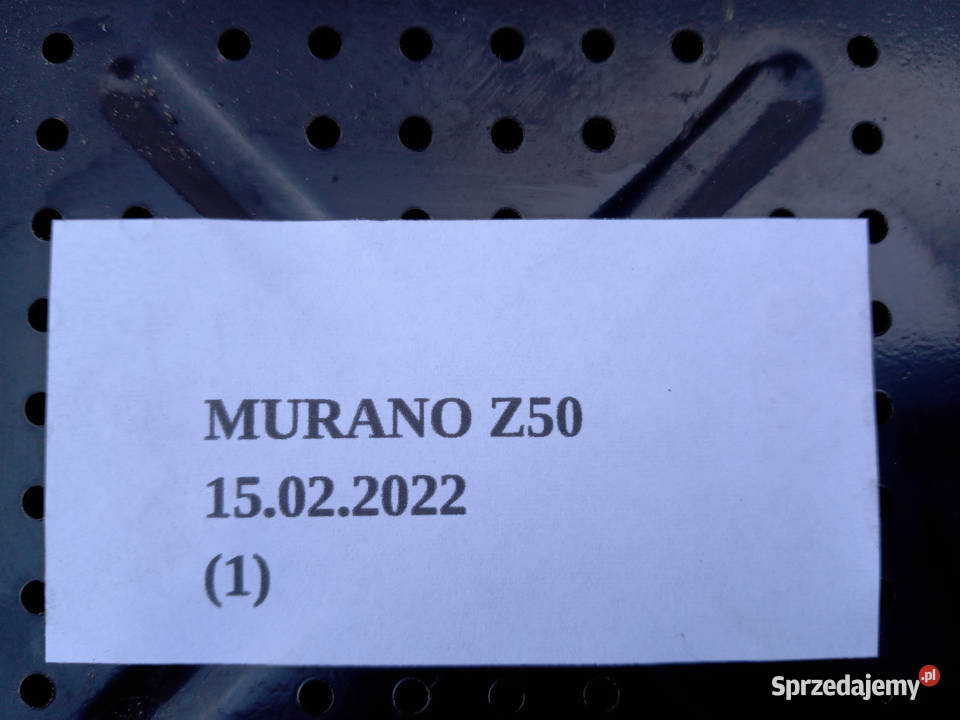 MURANO Z50
15.02.2022
(1)
Sprzedajemy.pl